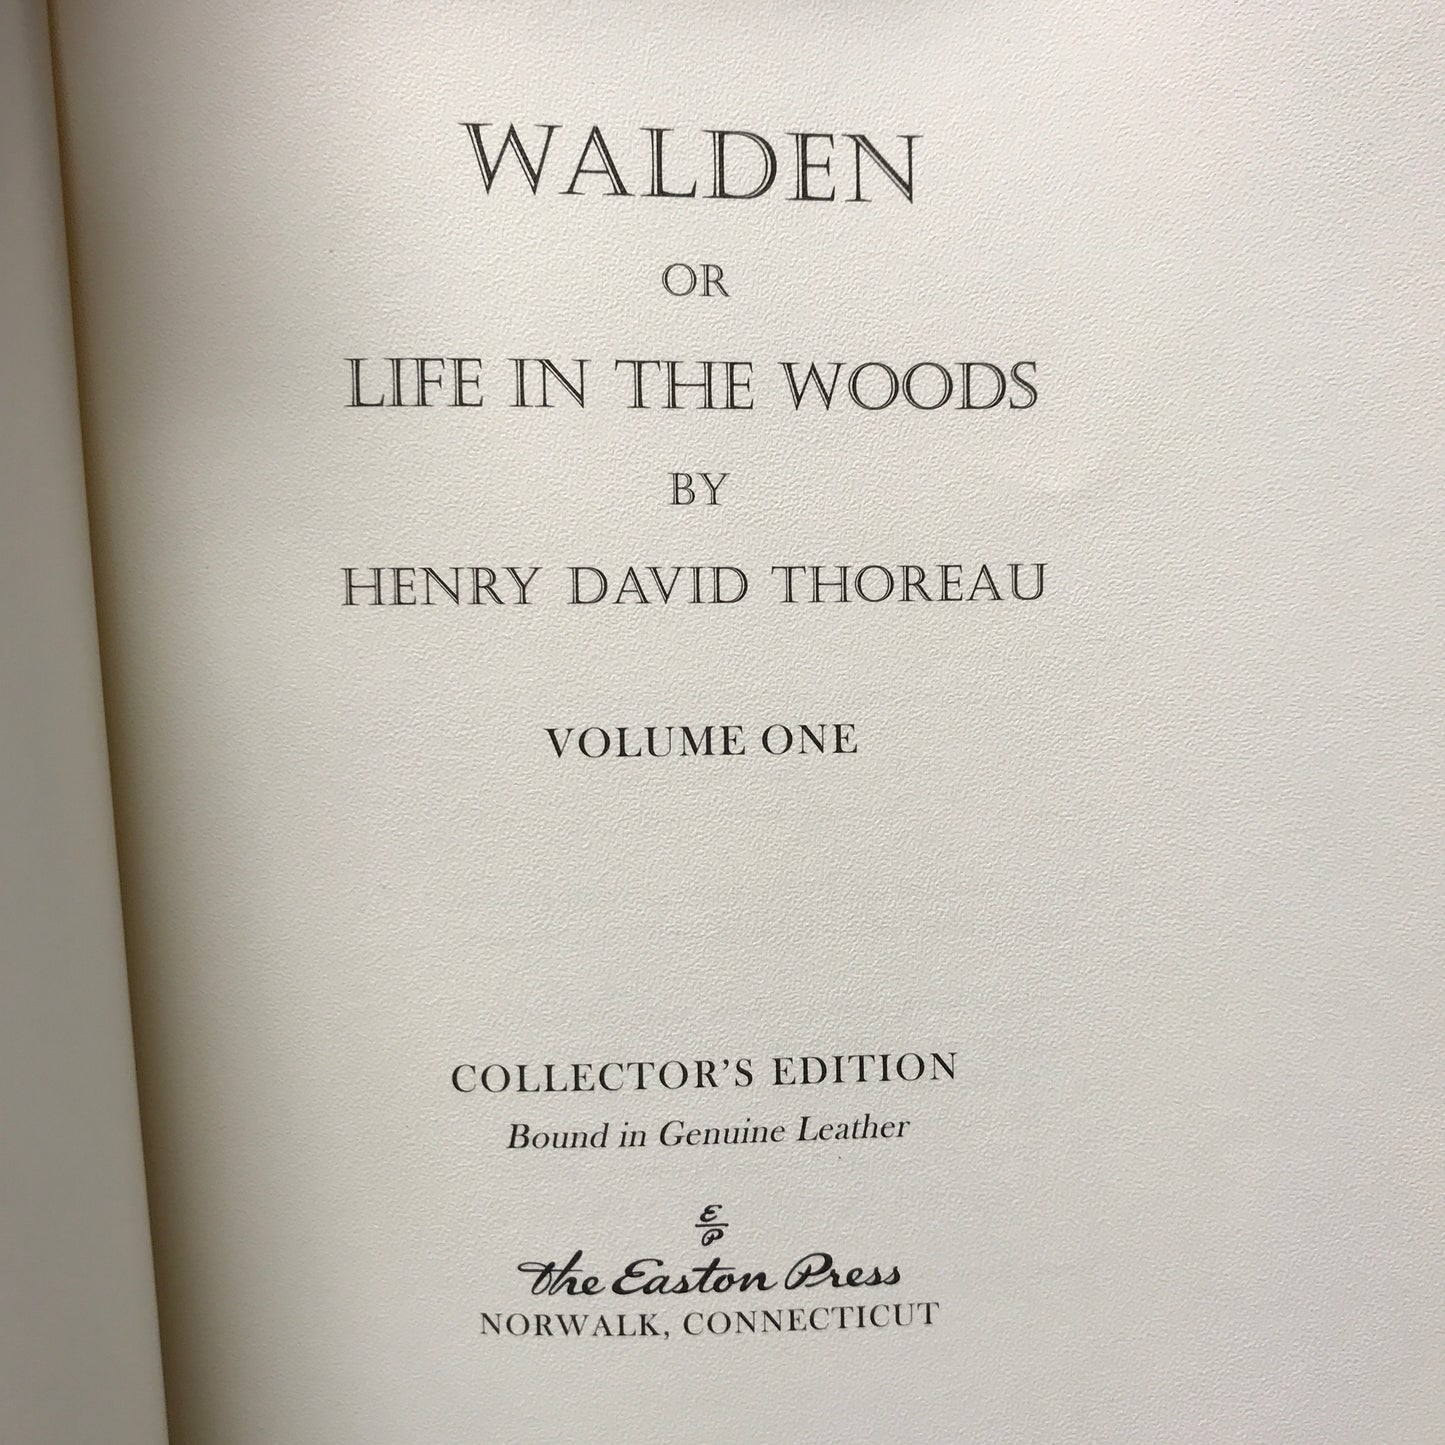 WALDEN
OR
LIFE IN THE WOODS
BY
HENRY DAVID THOREAU
VOLUME ONE
COLLECTOR’S EDITION
Bound in Genuine Leather
E
P
The Easton Press
NORWALK, CONNECTICUT